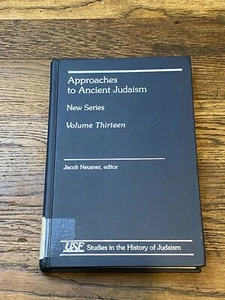 Approaches
to Ancient Judaism
New Series
Volume Thirteen
Jacob Neusner, editor
USF Studies in the History of Judaism